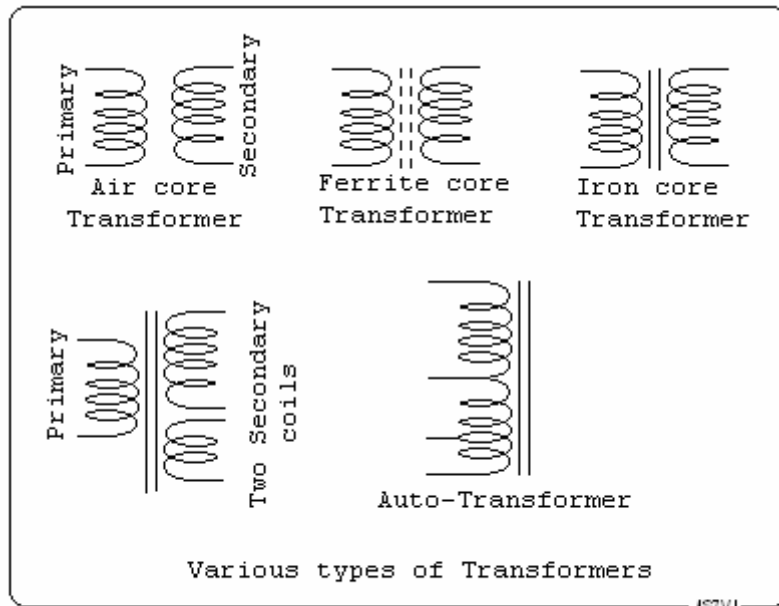 Primary
Secondary
Air core
Transformer
Ferrite core
Transformer
Iron core
Transformer
Primary
Two Secondary
coils
Auto-Transformer
Various types of Transformers